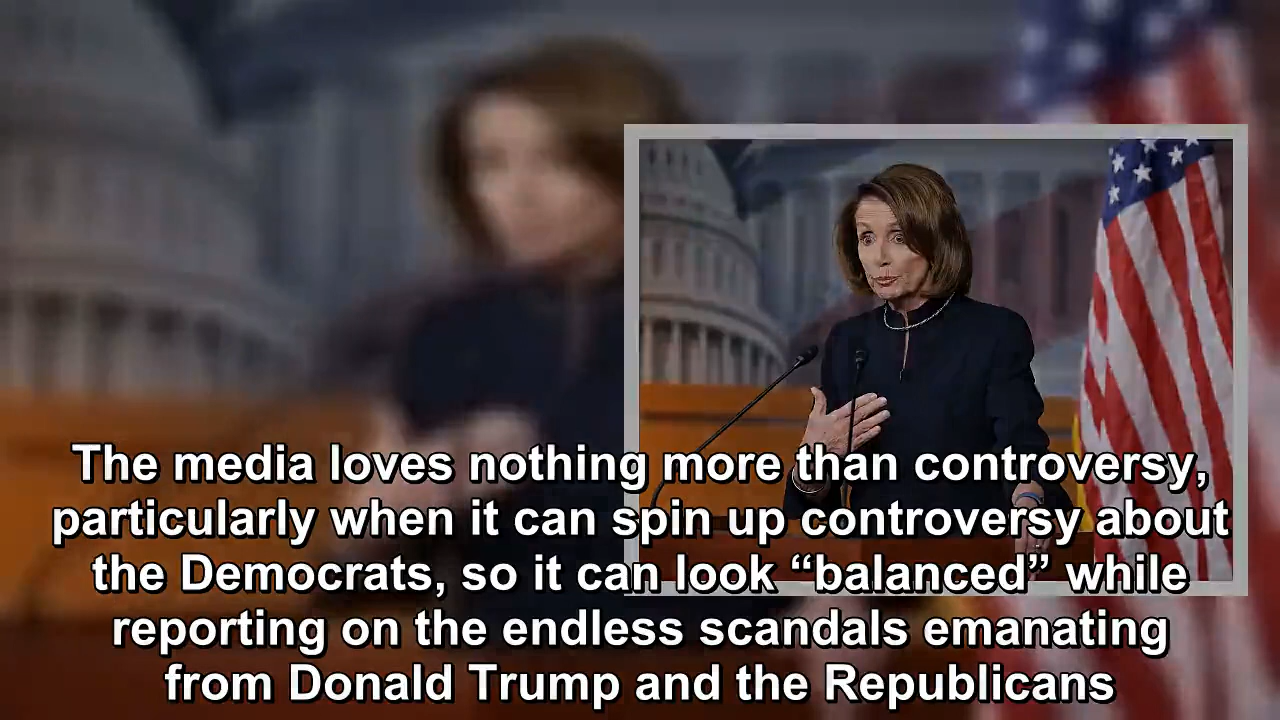 The media loves nothing more than controversy,
particularly when it can spin up controversy about
the Democrats, so it can look “balanced” while
reporting on the endless scandals emanating
from Donald Trump and the Republicans